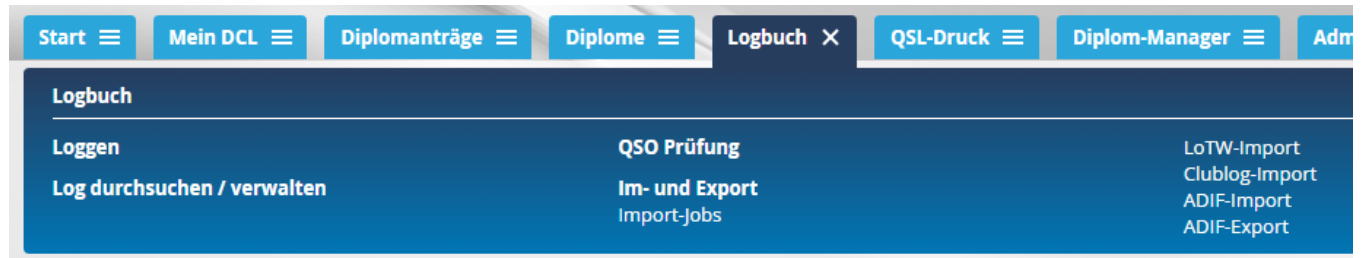 Start
Mein DCL
Diplomanträge
Diplome
Logbuch
QSL-Druck
Diplom-Manager
Adm
Logbuch
Loggen
Log durchsuchen / verwalten
QSO Prüfung
Im- und Export
Import-Jobs
LoTW-Import
Clublog-Import
ADIF-Import
ADIF-Export